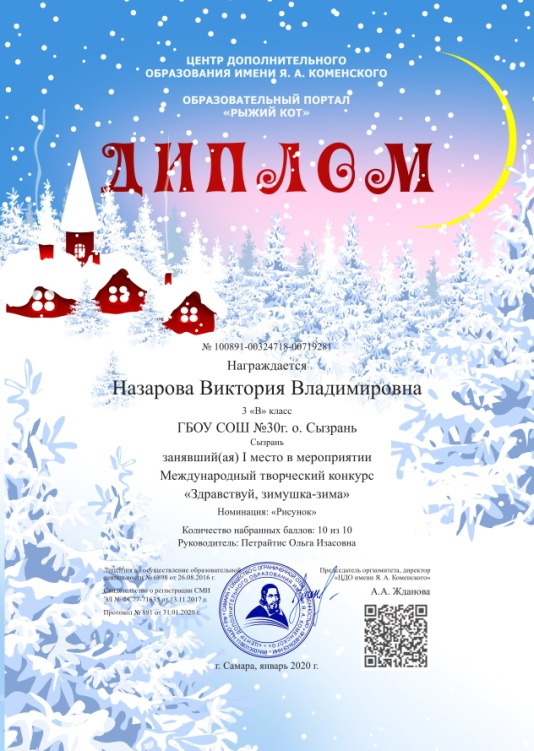 ЦЕНТР ДОПОЛНИТЕЛЬНОГО
ОБРАЗОВАНИЯ ИМЕНИ Я. А. КОМЕНСКОГО
ОБРАЗОВАТЕЛЬНЫЙ ПОРТАЛ
«РЫЖИЙ КОТ»
ДИПЛОМ
№ 100891-00324718-00719281
Награждается
Назарова Виктория Владимировна
3 «В» класс
ГБОУ СОШ №30г. о. Сызрань
Сызрань
занявший(ая) I место в мероприятии
Международный творческий конкурс
«Здравствуй, зимушка-зима»
Номинация: «Рисунок»
Количество набранных баллов: 10 из 10
Руководитель: Петрайтис Ольга Изасовна
Лицензия на осуществление образовательной
деятельности № 6898 от 26.08.2016 г.
Свидетельство о регистрации СМИ
ЭЛ № ФС 77-71635 от 13.11.2017 г.
Протокол № 891 от 31.01.2020 г.
Председатель оргкомитета, директор
«ЦДО имени Я. А. Коменского»
А.А. Жданова
г. Самара, январь 2020 г.